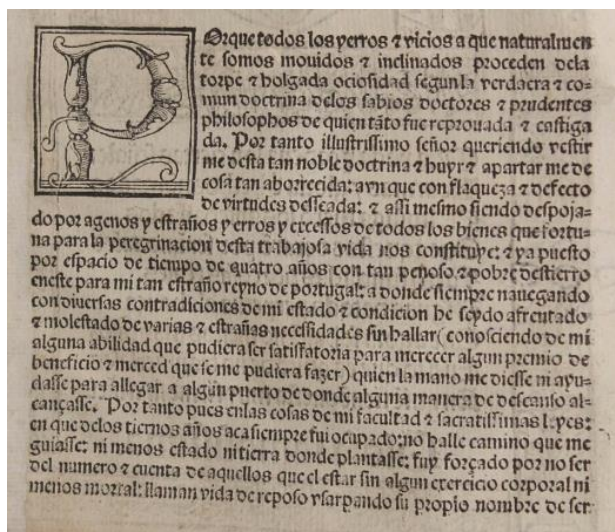 POrque todos los yerros ⁊ vicios a que naturalmen
te somos mouidos ⁊ inclinados proceden dela
torpe ⁊ holgada ociosidad segun la verdaera ⁊ co=
mun doctrina delos sabios doctores ⁊ prudentes
philosophos de quien tãto fue reprouada ⁊ castiga
da. Por tanto illustrissimo señor queriendo vestir
me desta tan noble doctrina ⁊ huyr ⁊ apartar me de
cosa tan aborrecida: ayn que con flaqueza ⁊ defecto
de virtudes desseada: ⁊ assi mesmo siendo despoja=
do por agenos y estraños yerros y excessos de todos los bienes que fortu=
na para la peregrinacion desta trabajosa vida nos constituye: ⁊ ya puesto
por espacio de tiempo de quatro años con tan penoso ⁊ pobre destierro
eneste para mi tan estraño reyno de portugal: a donde siempre nauegando
con diuersas contradiciones de mi estado ⁊ condicion he seydo afrentado
⁊ molestado de varias ⁊ estrañas necessidades sin hallar (conosciendo de mi
alguna abilidad que pudiera ser satisfatoria para merecer algun premio de
beneficio ⁊ merced que se me pudiera fazer) quien la mano me diesse ni ayu=
dasse para allegar a algun puerto de donde alguna manera de descanso al=
cançasse. Por tanto pues enlas cosas de mi facultad ⁊ sacratissimas leyes:
en que delos tiernos años aca siempre fui ocupado: no halle camino que me
guiasse: ni menos estado ni tierra donde plantasse: fuy forçado por no ser
del numero ⁊ cuenta de aquellos que el estar sin algun exercicio corporal ni
menos mortal: llaman vida de reposo vsarpando su propio nombre de ser